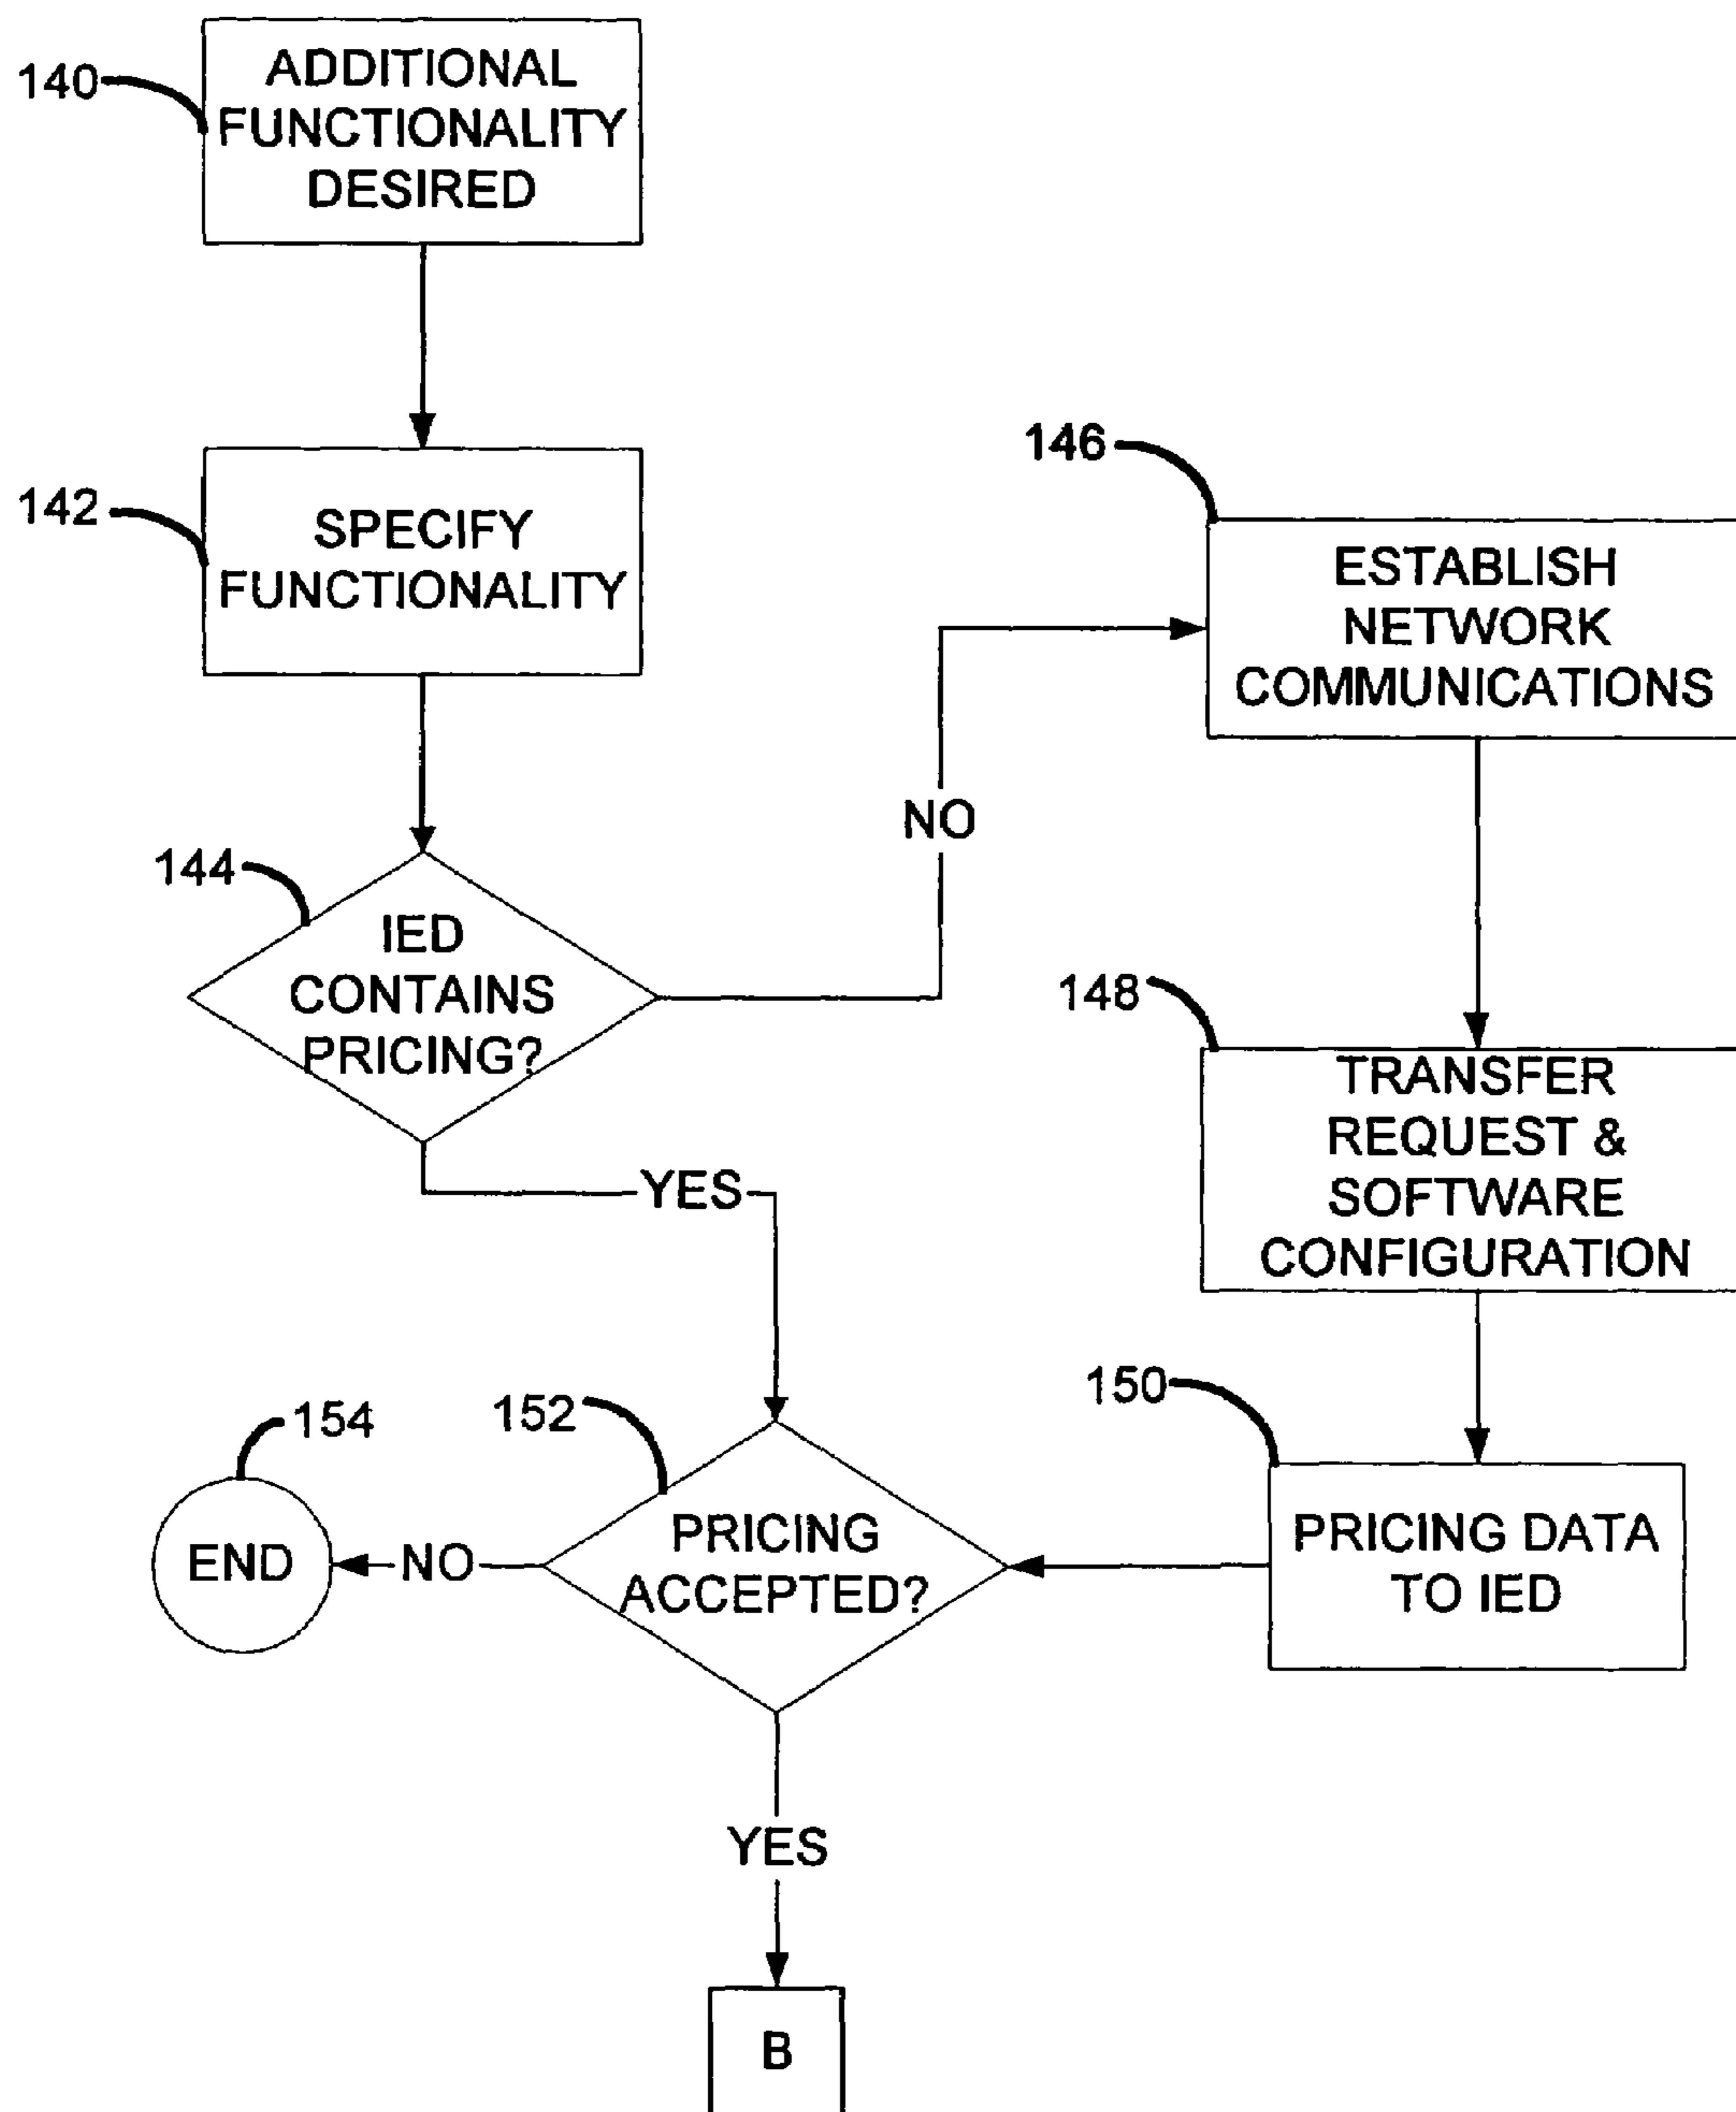 140
ADDITIONAL
FUNCTIONALITY
DESIRED
142
SPECIFY
FUNCTIONALITY
146
ESTABLISH
NETWORK
COMMUNICATIONS
NO
144
IED
CONTAINS
PRICING?
148
TRANSFER
REQUEST &
SOFTWARE
CONFIGURATION
YES
150
PRICING DATA
TO IED
152
PRICING
ACCEPTED?
NO
154
END
YES
B